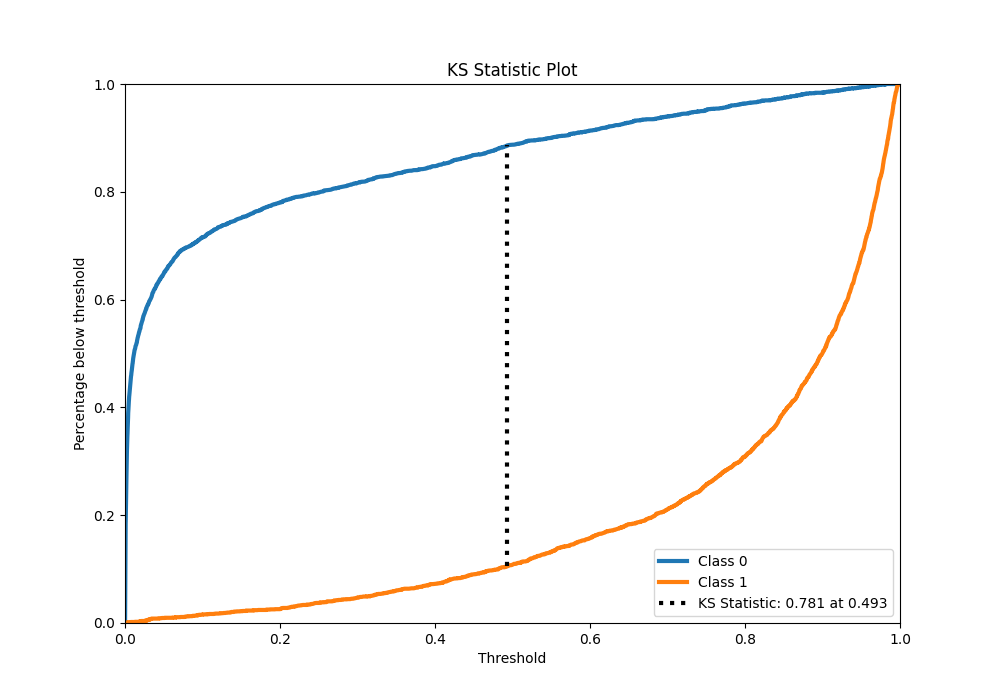 KS Statistic Plot
Percentage below threshold
1.0
0.8
0.6
0.4
0.2
0.0
0.0 0.2 0.4 0.6 0.8 1.0
Threshold
Class 0
Class 1
KS Statistic: 0.781 at 0.493